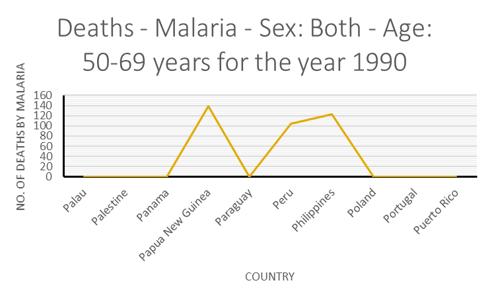 Deaths - Malaria - Sex: Both - Age:
50-69 years for the year 1990
NO. OF DEATHS BY MALARIA
160
140
120
100
80
60
40
20
0
Palau
Palestine
Panama
Papua New Guinea
Paraguay
Peru
Philippines
Poland
Portugal
Puerto Rico
COUNTRY